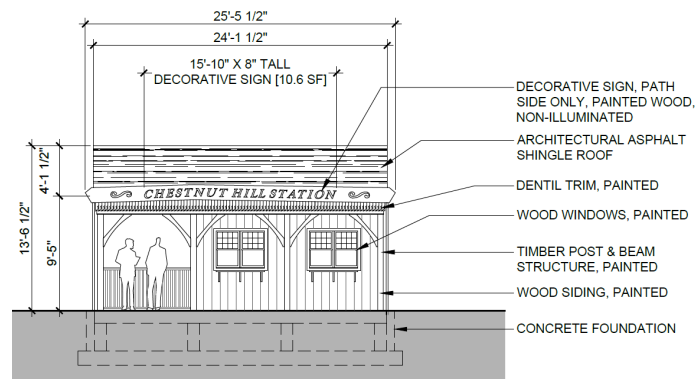 25'-5 1/2"
24'-1 1/2"
15'-10" X 8" TALL
DECORATIVE SIGN [10.6 SF]
DECORATIVE SIGN, PATH
SIDE ONLY, PAINTED WOOD,
NON-ILLUMINATED
ARCHITECTURAL ASPHALT
SHINGLE ROOF
4'-1 1/2"
13'-6 1/2"
9'-5"
CHESTNUT HILL STATION
DENTIL TRIM, PAINTED
WOOD WINDOWS, PAINTED
TIMBER POST & BEAM
STRUCTURE, PAINTED
WOOD SIDING, PAINTED
CONCRETE FOUNDATION